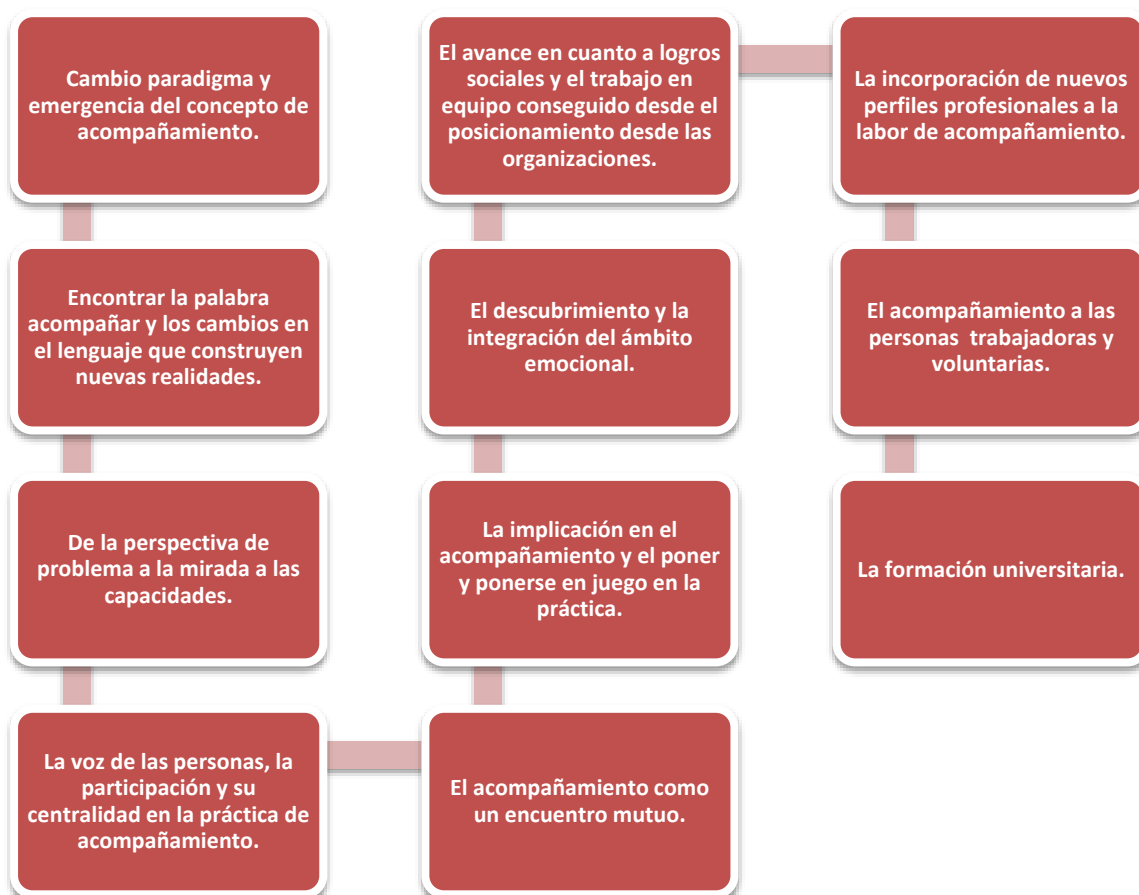 Cambio paradigma y
emergencia del concepto de
acompañamiento.
Encontrar la palabra
acompañar y los cambios en
el lenguaje que construyen
nuevas realidades.
De la perspectiva de
problema a la mirada a las
capacidades.
La voz de las personas, la
participación y su
centralidad en la práctica de
acompañamiento.
El acompañamiento como
un encuentro mutuo.
La implicación en el
acompañamiento y el poner
y ponerse en juego en la
práctica.
El descubrimiento y la
integración del ámbito
emocional.
El avance en cuanto a logros
sociales y el trabajo en
equipo conseguido desde el
posicionamiento desde las
organizaciones.
La incorporación de nuevos
perfiles profesionales a la
labor de acompañamiento.
El acompañamiento a las
personas trabajadoras y
voluntarias.
La formación universitaria.